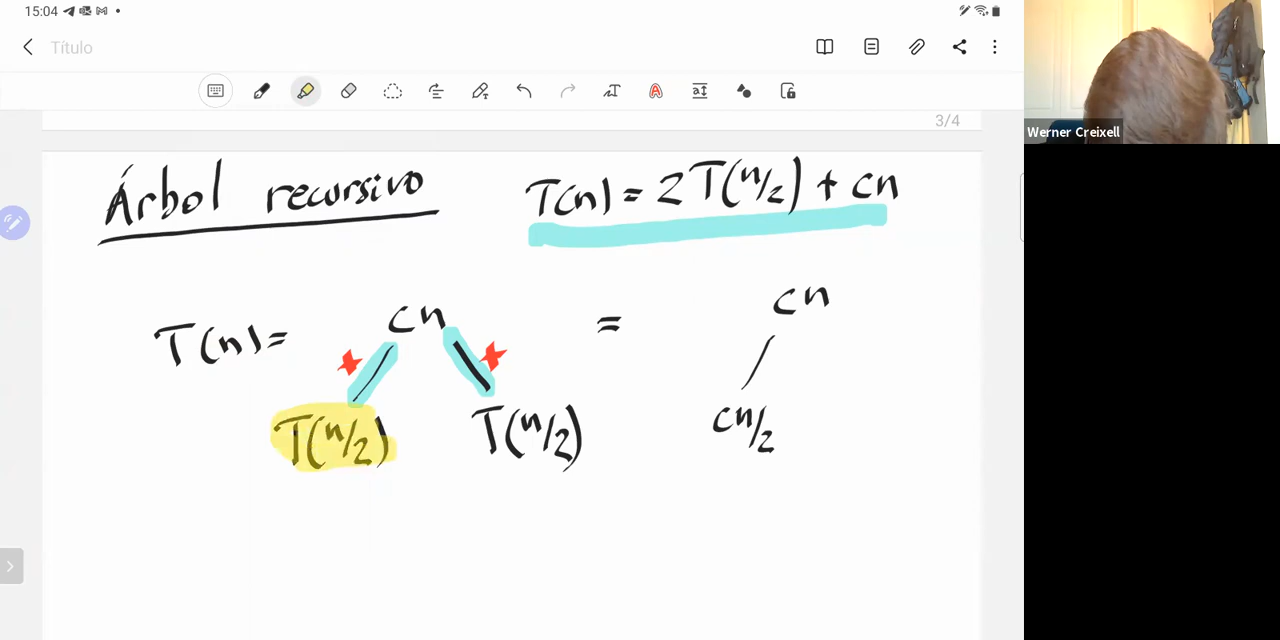 15:04
Título
3/4
Werner Creixell
Árbol recursivo T(n) = 2T(n/2) + cn
T(n) = cn = cn
T(n/2) T(n/2) cn/2